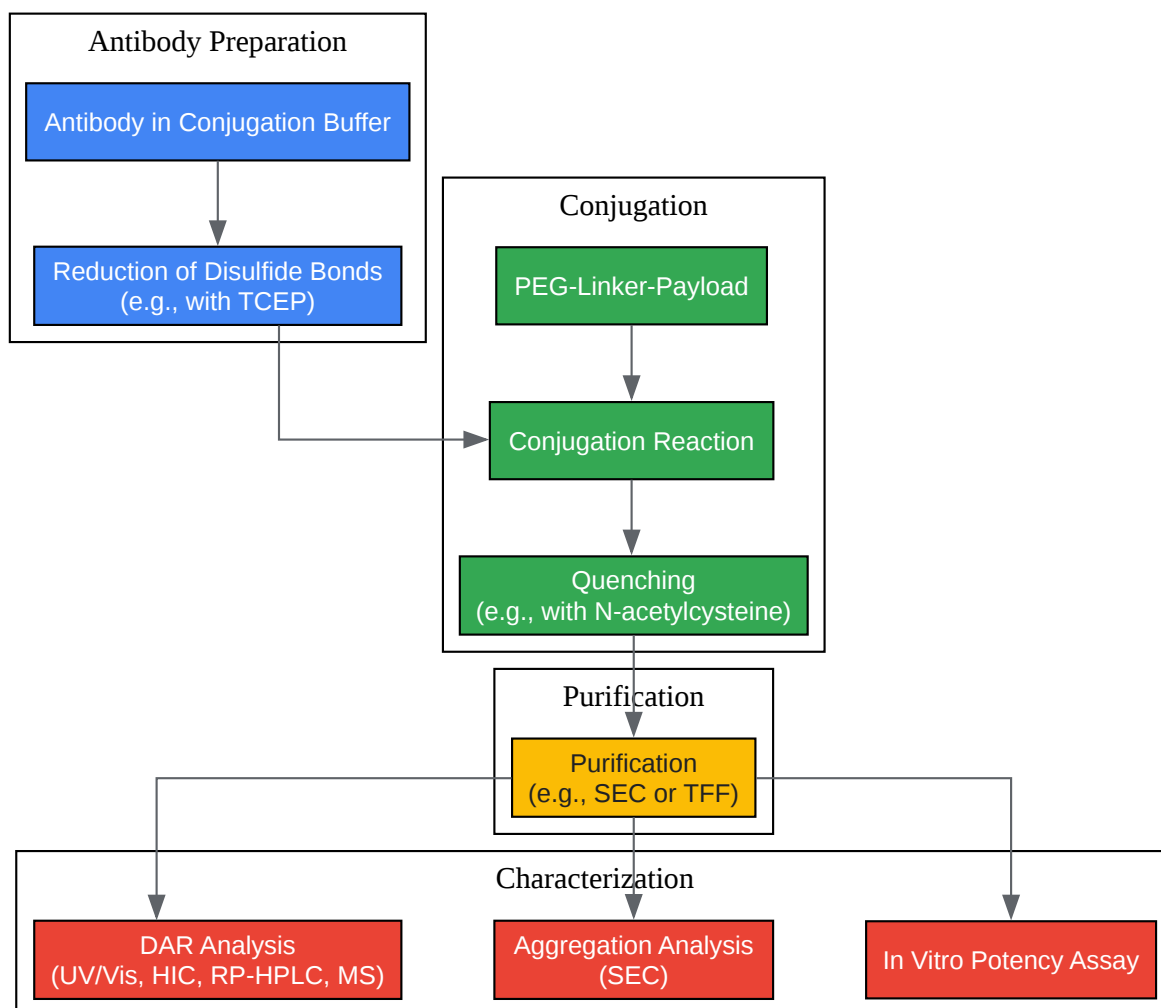 Antibody Preparation
Antibody in Conjugation Buffer
Reduction of Disulfide Bonds
(e.g., with TCEP)
Conjugation
PEG-Linker-Payload
Conjugation Reaction
Quenching
(e.g., with N-acetylcysteine)
Purification
Purification
(e.g., SEC or TFF)
Characterization
DAR Analysis
(UV/Vis, HIC, RP-HPLC, MS)
Aggregation Analysis
(SEC)
In Vitro Potency Assay